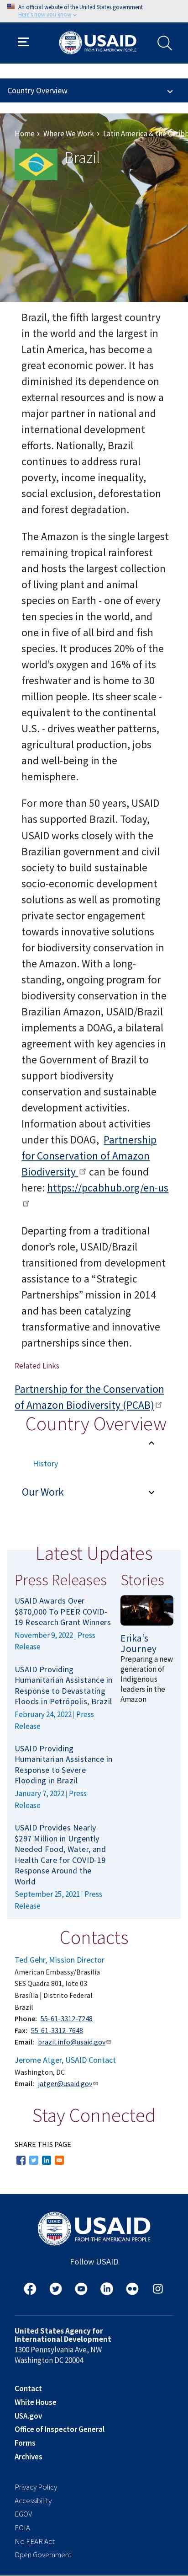 An official website of the United States government
Here's how you know
USAID
FROM THE AMERICAN PEOPLE
Country Overview
Home › Where We Work › Latin America & the Caribb
Brazil
Brazil, the fifth largest country
in the world and the largest in
Latin America, has become a
great economic power. It has
diminished its dependence on
external resources and is now a
major partner in national and
international development
efforts. Nationally, Brazil
continues to address rural
poverty, income inequality,
social exclusion, deforestation
and forest degradation.
The Amazon is the single largest
remaining tropical rainforest
and hosts the largest collection
of living plant and animal
species on Earth - one of every
ten species in the world, and
one in five of all bird and fish
species. It produces 20% of the
world's oxygen and 16% of its
freshwater and is home to 30
million people. Its sheer scale -
equivalent to the continental
U.S. - drives weather patterns,
agricultural production, jobs
and well-being in the
hemisphere.
For more than 50 years, USAID
has supported Brazil. Today,
USAID works closely with the
Brazilian government and civil
society to build sustainable
socio-economic development
solutions as well as promoting
private sector engagement
towards innovative solutions
for biodiversity conservation in
the Amazon. With a long-
standing, ongoing program for
biodiversity conservation in the
Brazilian Amazon, USAID/Brazil
implements a DOAG, a bilateral
agreement with key changes in
the Government of Brazil to
support biodiversity
conservation and
sustainable development.
Information about activities
under this DOAG, Partnership
for Conservation of Amazon
Biodiversity can be found
here: https://pcabhub.org/en-us
Departing from a traditional
donor's role, USAID/Brazil
transitioned from development
assistance to a "Strategic
Partnerships" mission in 2014
and has been catalyzing
transformative and innovative
partnerships since then.
Related Links
Partnership for the Conservation
of Amazon Biodiversity (PCAB)
Country Overview
History
Our Work
Latest Updates
Press Releases
USAID Awards Over
$870,000 To PEER COVID-
19 Research Grant Winners
November 9, 2022 | Press
Release
USAID Providing
Humanitarian Assistance in
Response to Devastating
Floods in Petrópolis, Brazil
February 24, 2022 | Press
Release
USAID Providing
Humanitarian Assistance in
Response to Severe
Flooding in Brazil
January 7, 2022 | Press
Release
USAID Provides Nearly
$297 Million in Urgently
Needed Food, Water, and
Health Care for COVID-19
Response Around the
World
September 25, 2021 | Press
Release
Stories
Erika's
Journey
Preparing a new
generation of
Indigenous
leaders in the
Amazon
Contacts
Ted Gehr, Mission Director
American Embassy/Brasilia
SES Quadra 801, lote 03
Brasília | Distrito Federal
Brazil
Phone: 55-61-3312-7248
Fax: 55-61-3312-7648
Email: brazil.info@usaid.gov
Jerome Atger, USAID Contact
Washington, DC
Email: jatger@usaid.gov
Stay Connected
SHARE THIS PAGE
USAID
FROM THE AMERICAN PEOPLE
Follow USAID
United States Agency for
International Development
1300 Pennsylvania Ave, NW
Washington DC 20004
Contact
White House
USA.gov
Office of Inspector General
Forms
Archives
Privacy Policy
Accessibility
EGOV
FOIA
No FEAR Act
Open Government